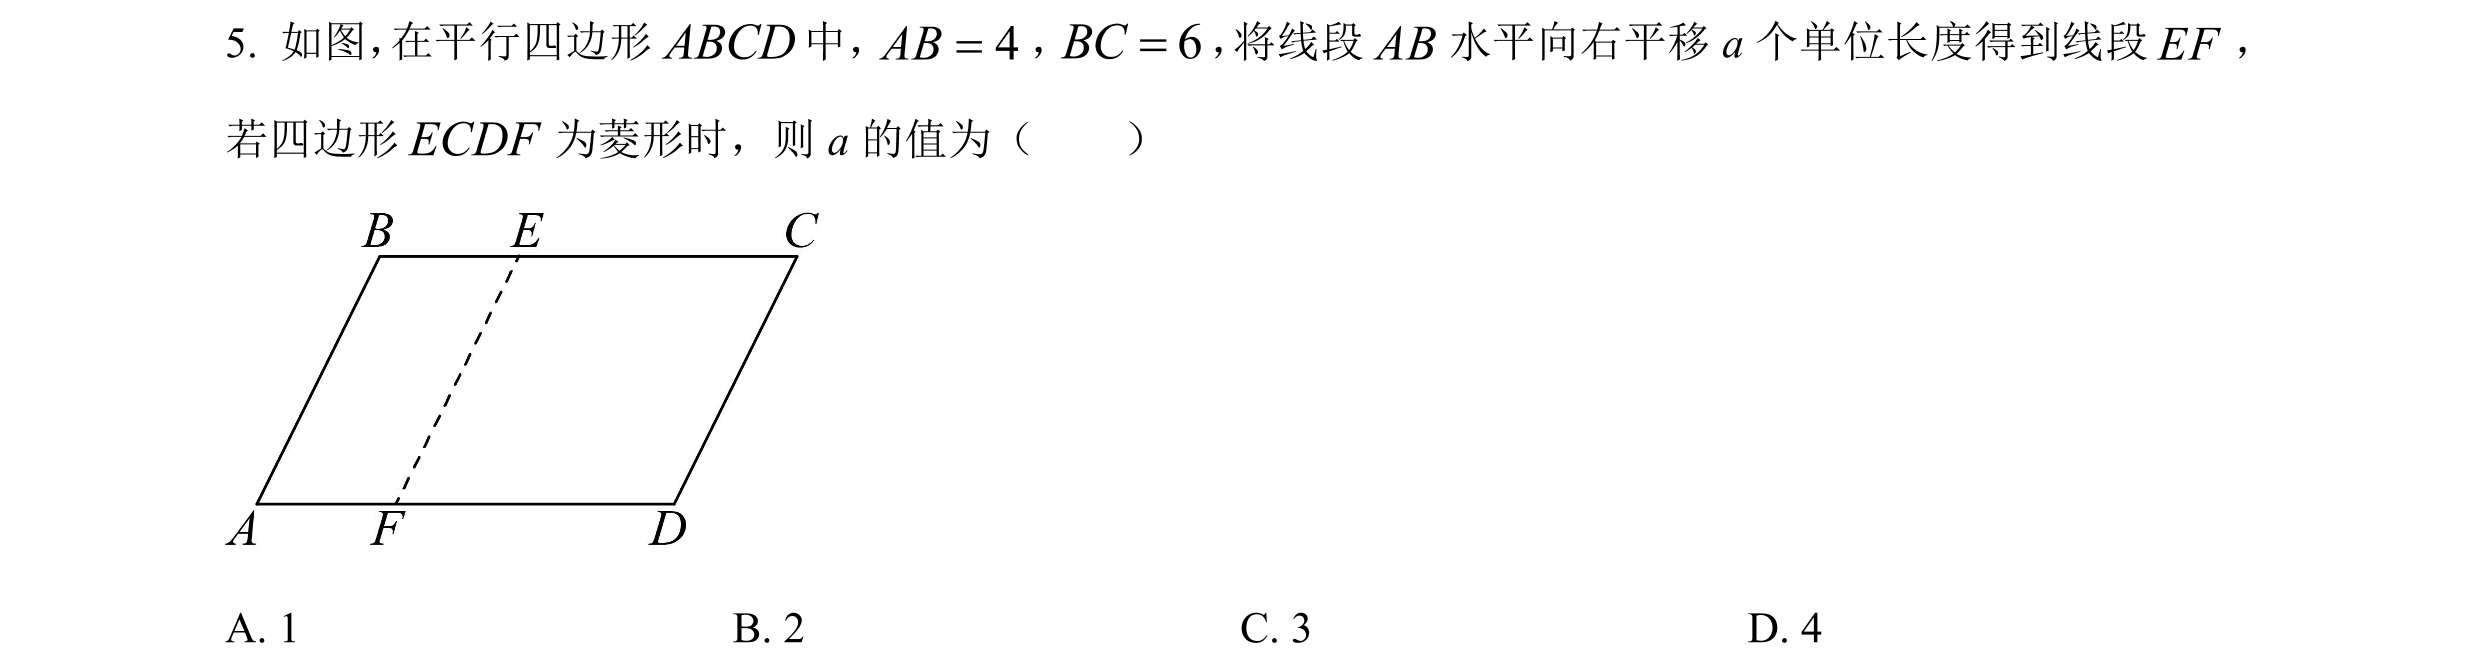 5. 如图，在平行四边形 ABCD 中，AB = 4，BC = 6，将线段 AB 水平向右平移 a 个单位长度得到线段 EF，
若四边形 ECDF 为菱形时，则 a 的值为（　　）
B E C
A F D
A. 1 B. 2 C. 3 D. 4